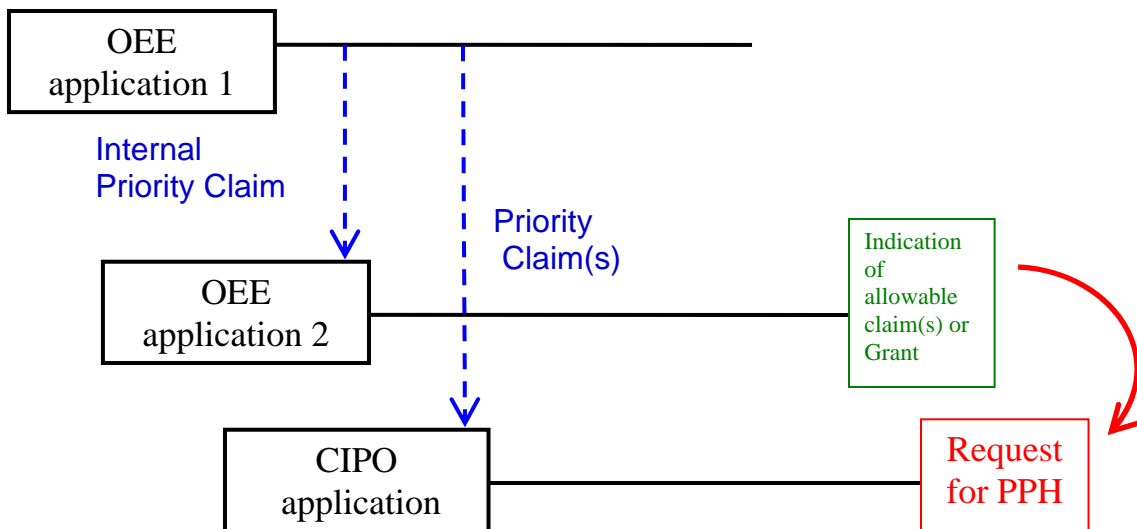 OEE
application 1
Internal
Priority Claim
Priority
Claim(s)
OEE
application 2
Indication
of
allowable
claim(s) or
Grant
CIPO
application
Request
for PPH